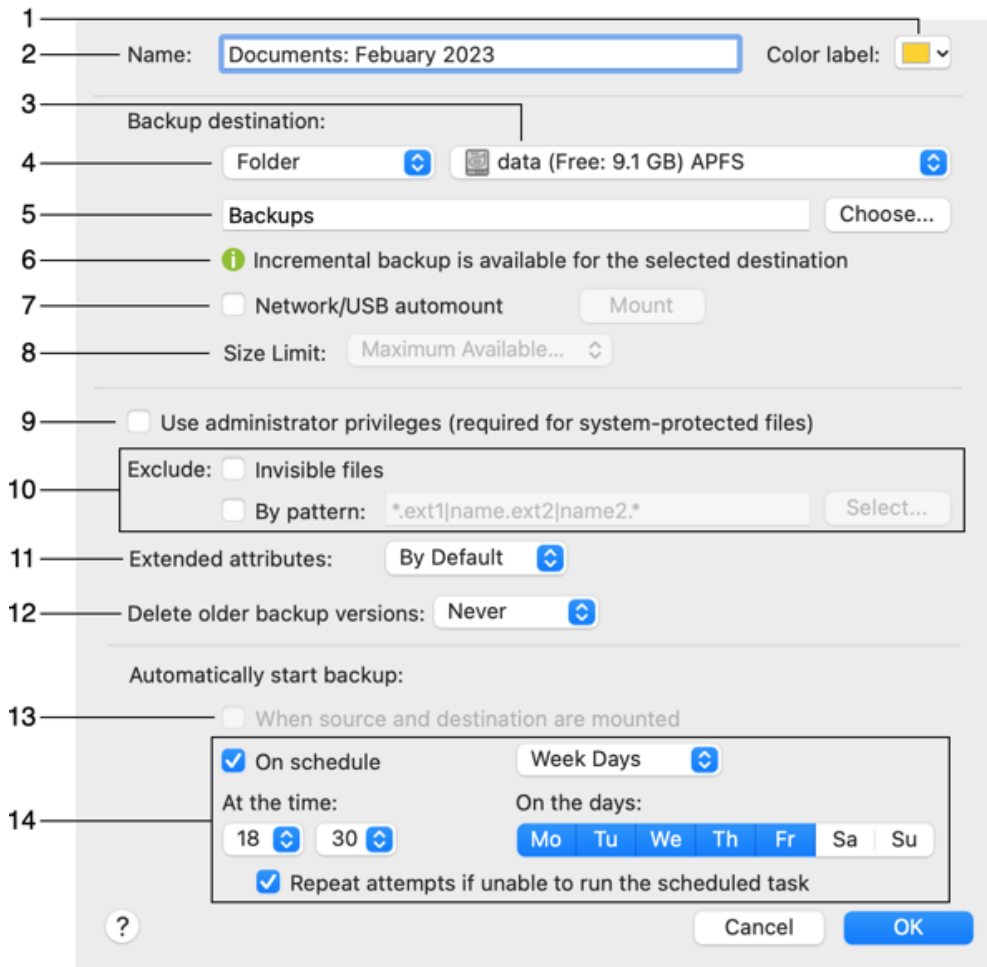 1
2 Name: Documents: Febuary 2023 Color label:
3
Backup destination:
4 Folder data (Free: 9.1 GB) APFS
5 Backups Choose...
6 Incremental backup is available for the selected destination
7 Network/USB automount Mount
8 Size Limit: Maximum Available...
9 Use administrator privileges (required for system-protected files)
Exclude: Invisible files
10
By pattern: *.ext1|name.ext2|name2.* Select...
11 Extended attributes: By Default
12 Delete older backup versions: Never
Automatically start backup:
13 When source and destination are mounted
On schedule Week Days
At the time: On the days:
14
18 30 Mo Tu We Th Fr Sa Su
Repeat attempts if unable to run the scheduled task
? Cancel OK